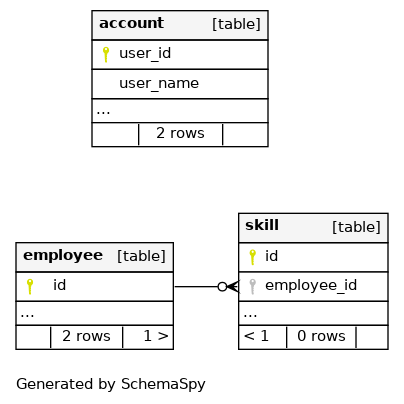 account [table]
user_id
user_name
...
2 rows
skill [table]
id
employee_id
...
< 1 0 rows
employee [table]
id
...
2 rows 1 >
Generated by SchemaSpy